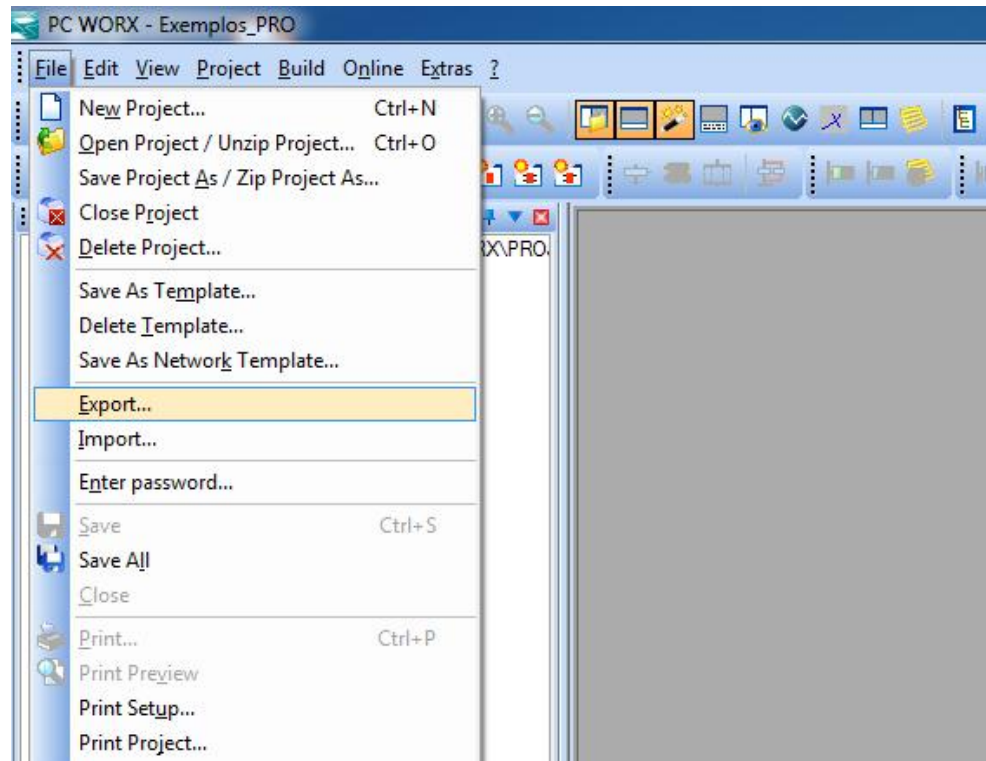 PC WORX - Exemplos_PRO
File Edit View Project Build Online Extras ?
New Project... Ctrl+N
Open Project / Unzip Project... Ctrl+O
Save Project As / Zip Project As...
Close Project
Delete Project...
Save As Template...
Delete Template...
Save As Network Template...
Export...
Import...
Enter password...
Save Ctrl+S
Save All
Close
Print... Ctrl+P
Print Preview
Print Setup...
Print Project...